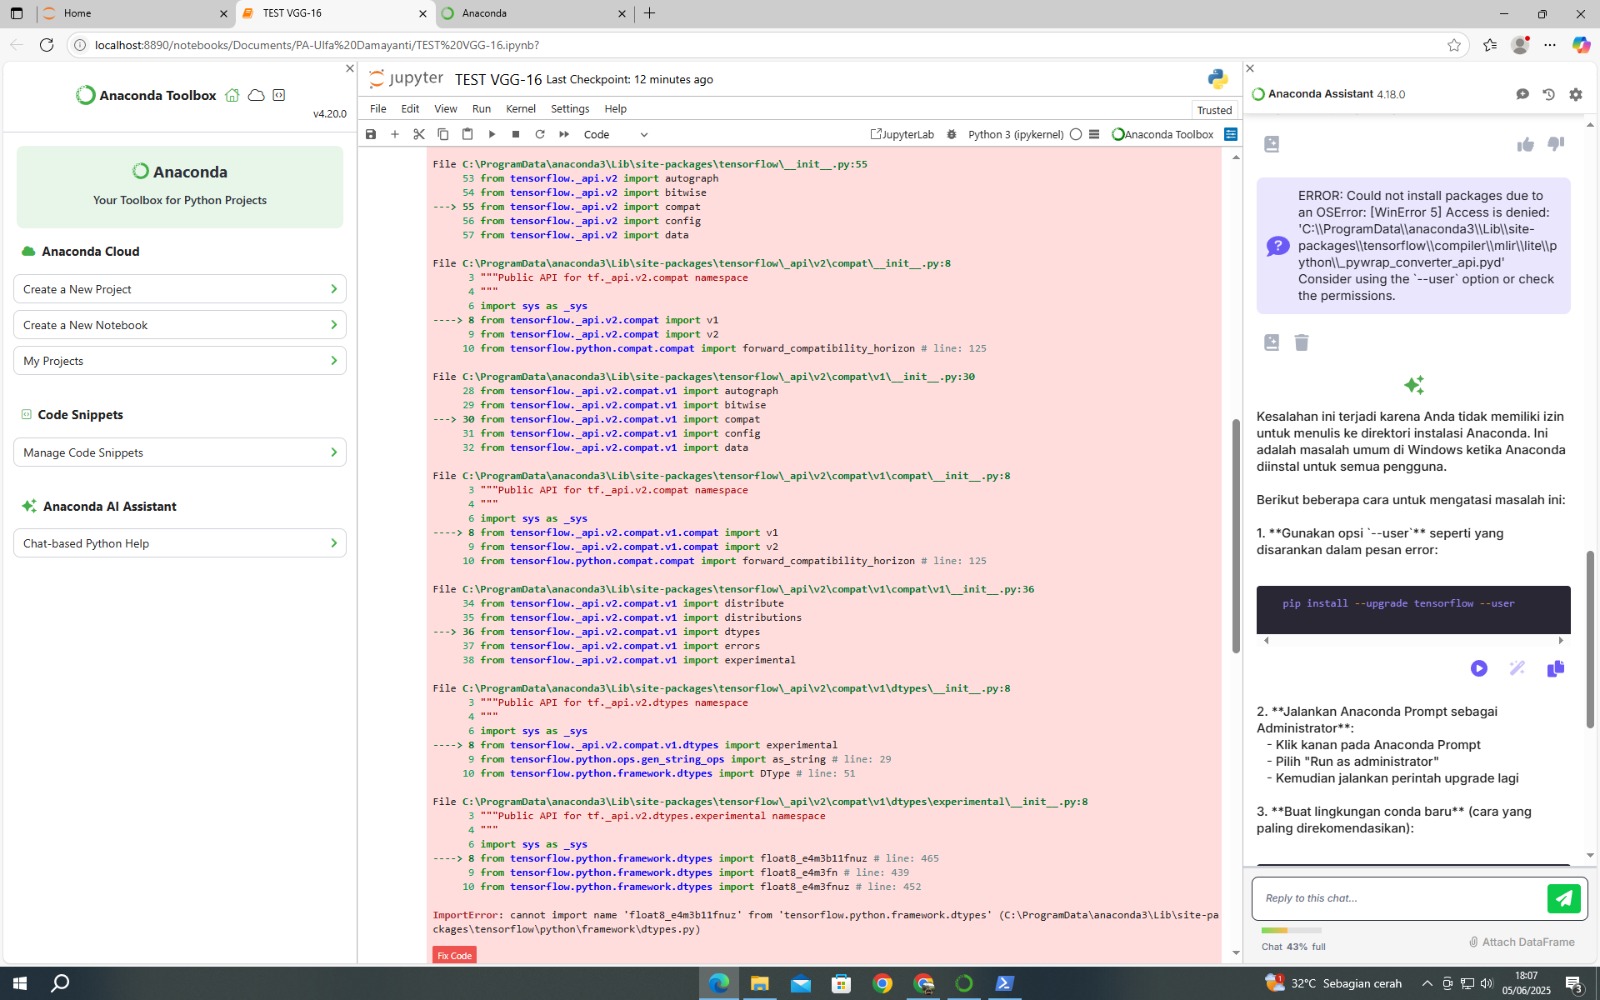 Home
TEST VGG-16
Anaconda
localhost:8890/notebooks/Documents/PA-Ulfa%20Damayanti/TEST%20VGG-16.ipynb?
Anaconda Toolbox
v4.20.0
Anaconda
Your Toolbox for Python Projects
Anaconda Cloud
Create a New Project
Create a New Notebook
My Projects
Code Snippets
Manage Code Snippets
Anaconda AI Assistant
Chat-based Python Help
jupyter TEST VGG-16 Last Checkpoint: 12 minutes ago
File Edit View Run Kernel Settings Help
Trusted
Code
JupyterLab Python 3 (ipykernel) Anaconda Toolbox
File C:\ProgramData\anaconda3\Lib\site-packages\tensorflow\__init__.py:55
53 from tensorflow._api.v2 import autograph
54 from tensorflow._api.v2 import bitwise
---> 55 from tensorflow._api.v2 import compat
56 from tensorflow._api.v2 import config
57 from tensorflow._api.v2 import data
File C:\ProgramData\anaconda3\Lib\site-packages\tensorflow\_api\v2\compat\__init__.py:8
3 """Public API for tf._api.v2.compat namespace
4 """
6 import sys as _sys
----> 8 from tensorflow._api.v2.compat import v1
9 from tensorflow._api.v2.compat import v2
10 from tensorflow.python.compat.compat import forward_compatibility_horizon # line: 125
File C:\ProgramData\anaconda3\Lib\site-packages\tensorflow\_api\v2\compat\v1\__init__.py:30
28 from tensorflow._api.v2.compat.v1 import autograph
29 from tensorflow._api.v2.compat.v1 import bitwise
---> 30 from tensorflow._api.v2.compat.v1 import compat
31 from tensorflow._api.v2.compat.v1 import config
32 from tensorflow._api.v2.compat.v1 import data
File C:\ProgramData\anaconda3\Lib\site-packages\tensorflow\_api\v2\compat\v1\compat\__init__.py:8
3 """Public API for tf._api.v2.compat namespace
4 """
6 import sys as _sys
----> 8 from tensorflow._api.v2.compat.v1.compat import v1
9 from tensorflow._api.v2.compat.v1.compat import v2
10 from tensorflow.python.compat.compat import forward_compatibility_horizon # line: 125
File C:\ProgramData\anaconda3\Lib\site-packages\tensorflow\_api\v2\compat\v1\compat\v1\__init__.py:36
34 from tensorflow._api.v2.compat.v1 import distribute
35 from tensorflow._api.v2.compat.v1 import distributions
---> 36 from tensorflow._api.v2.compat.v1 import dtypes
37 from tensorflow._api.v2.compat.v1 import errors
38 from tensorflow._api.v2.compat.v1 import experimental
File C:\ProgramData\anaconda3\Lib\site-packages\tensorflow\_api\v2\compat\v1\dtypes\__init__.py:8
3 """Public API for tf._api.v2.dtypes namespace
4 """
6 import sys as _sys
----> 8 from tensorflow._api.v2.compat.v1.dtypes import experimental
9 from tensorflow.python.ops.gen_string_ops import as_string # line: 29
10 from tensorflow.python.framework.dtypes import DType # line: 51
File C:\ProgramData\anaconda3\Lib\site-packages\tensorflow\_api\v2\compat\v1\dtypes\experimental\__init__.py:8
3 """Public API for tf._api.v2.dtypes.experimental namespace
4 """
6 import sys as _sys
----> 8 from tensorflow.python.framework.dtypes import float8_e4m3b11fnuz # line: 465
9 from tensorflow.python.framework.dtypes import float8_e4m3fn # line: 439
10 from tensorflow.python.framework.dtypes import float8_e4m3fnuz # line: 452
ImportError: cannot import name 'float8_e4m3b11fnuz' from 'tensorflow.python.framework.dtypes' (C:\ProgramData\anaconda3\Lib\site-pa
ckages\tensorflow\python\framework\dtypes.py)
Fix Code
Anaconda Assistant 4.18.0
ERROR: Could not install packages due to
an OSError: [WinError 5] Access is denied:
'C:\\ProgramData\\anaconda3\\Lib\\site-
packages\\tensorflow\\compiler\\mlir\\lite\\p
ython\\_pywrap_converter_api.pyd'
Consider using the `--user` option or check
the permissions.
Kesalahan ini terjadi karena Anda tidak memiliki izin
untuk menulis ke direktori instalasi Anaconda. Ini
adalah masalah umum di Windows ketika Anaconda
diinstal untuk semua pengguna.
Berikut beberapa cara untuk mengatasi masalah ini:
1. **Gunakan opsi `--user`** seperti yang
disarankan dalam pesan error:
pip install --upgrade tensorflow --user
2. **Jalankan Anaconda Prompt sebagai
Administrator**:
- Klik kanan pada Anaconda Prompt
- Pilih "Run as administrator"
- Kemudian jalankan perintah upgrade lagi
3. **Buat lingkungan conda baru** (cara yang
paling direkomendasikan):
Reply to this chat...
Chat 43% full
Attach DataFrame
1
32°C Sebagian cerah
18:07
05/06/2025
3